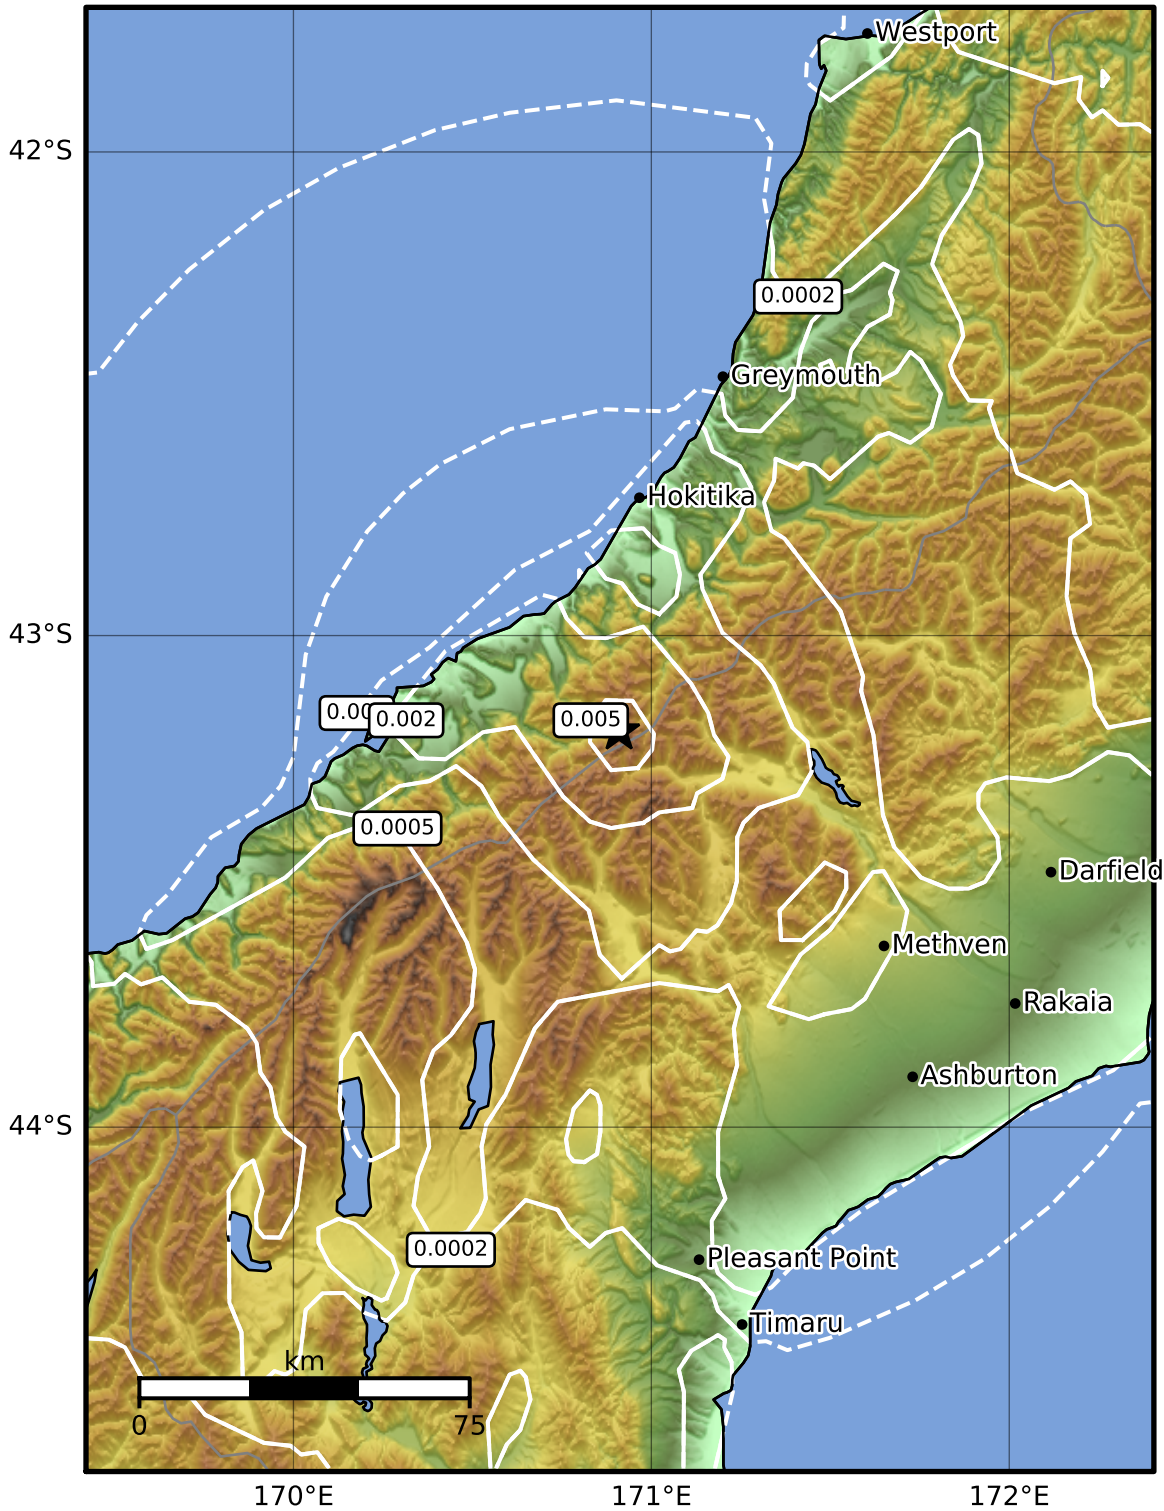 Westport
42°S
0.0002
Greymouth
Hokitika
43°S
0.002
0.005
0.0005
Darfield
Methven
Rakaia
Ashburton
44°S
0.0002
Pleasant Point
Timaru
km
0
75
170°E
171°E
172°E